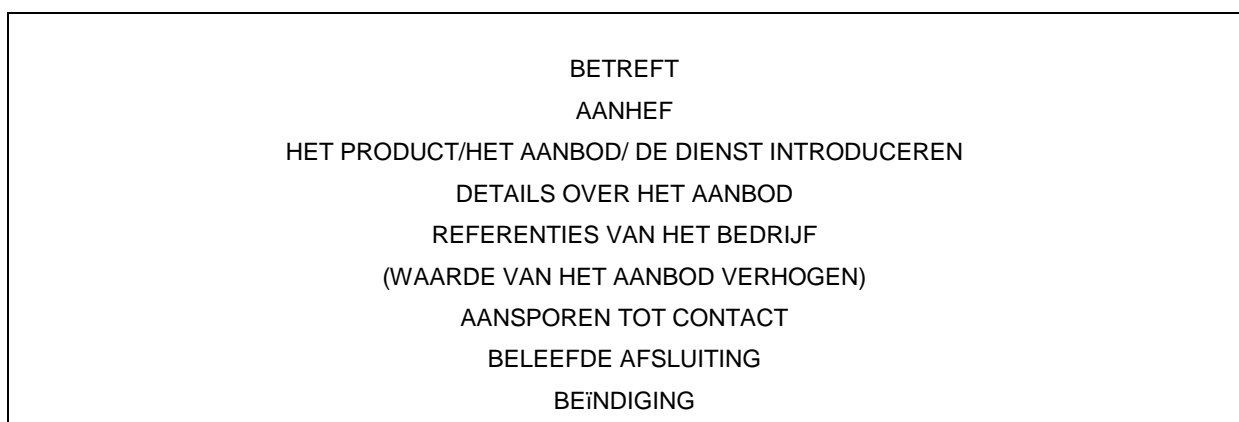 BETREFT
AANHEF
HET PRODUCT/HET AANBOD/ DE DIENST INTRODUCEREN
DETAILS OVER HET AANBOD
REFERENTIES VAN HET BEDRIJF
(WAARDE VAN HET AANBOD VERHOGEN)
AANSPOREN TOT CONTACT
BELEEFDE AFSLUITING
BEïNDIGING